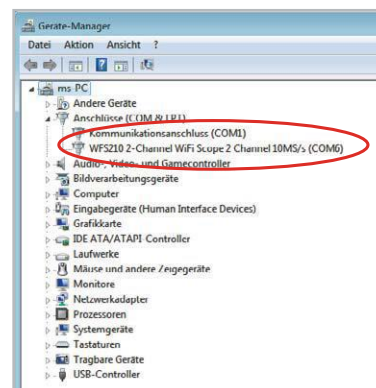 Geräte-Manager
Datei Aktion Ansicht ?
ms PC
Andere Geräte
Anschlüsse (COM & LPT)
Kommunikationsanschluss (COM1)
WFS210 2-Channel WiFi Scope 2 Channel 10MS/s (COM6)
Audio-, Video- und Gamecontroller
Bildverarbeitungsgeräte
Computer
Eingabegeräte (Human Interface Devices)
Grafikkarte
IDE ATA/ATAPI-Controller
Laufwerke
Mäuse und andere Zeigegeräte
Monitore
Netzwerkadapter
Prozessoren
Systemgeräte
Tastaturen
Tragbare Geräte
USB-Controller